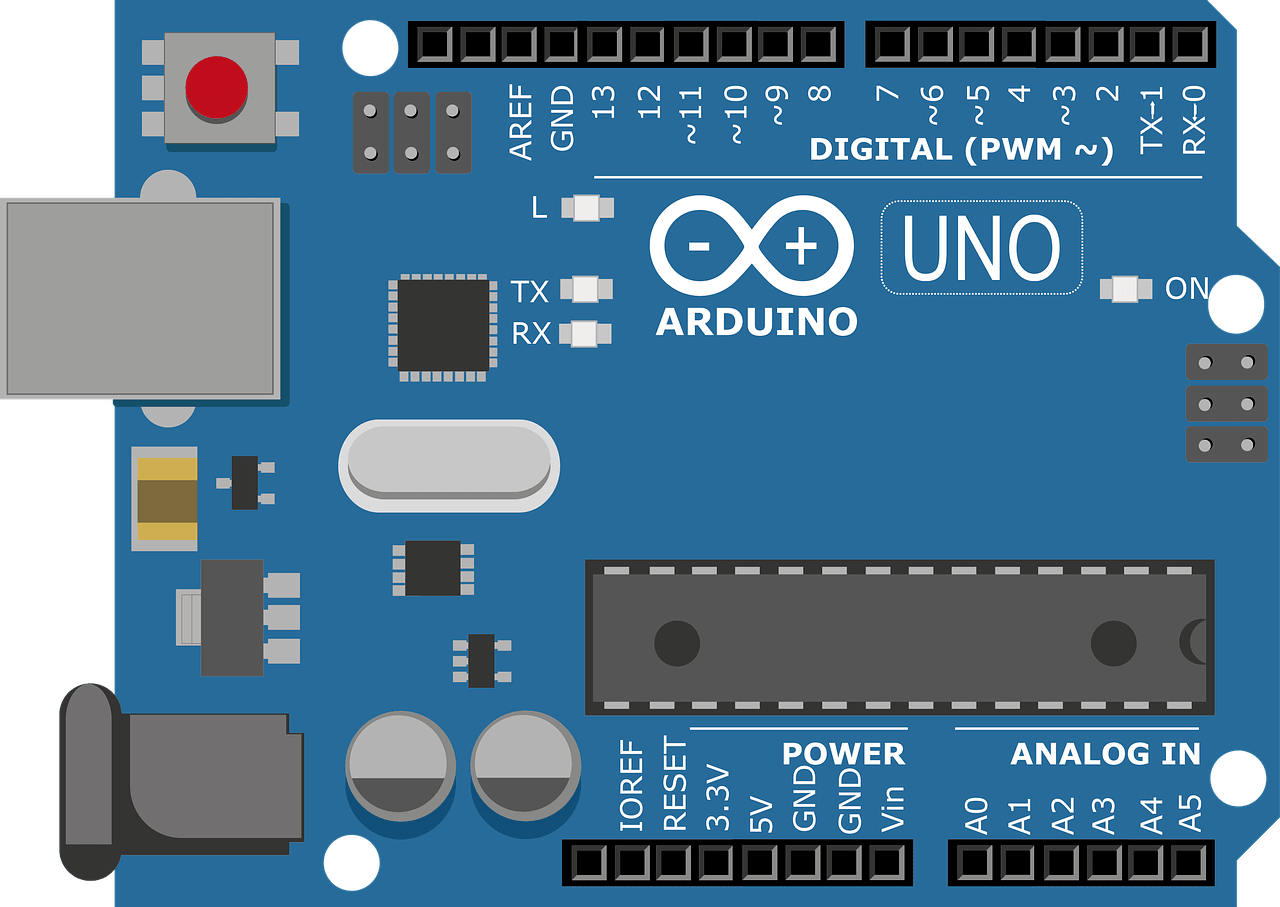 AREF
GND
13
12
~11
~10
~9
8
7
~6
~5
4
~3
2
TX→1
RX←0
DIGITAL (PWM ~)
L
TX
RX
- +
ARDUINO
UNO
ON
POWER
ANALOG IN
IOREF
RESET
3.3V
5V
GND
GND
Vin
A0
A1
A2
A3
A4
A5